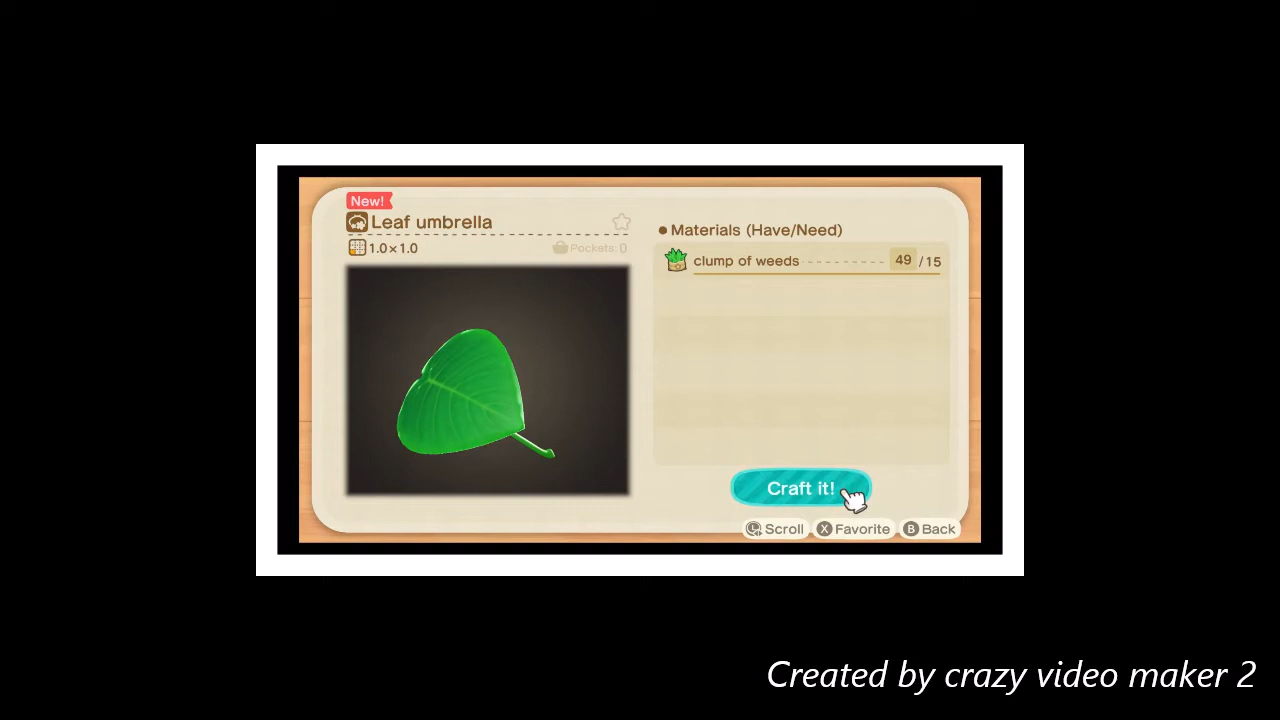 New!
Leaf umbrella
1.0×1.0
Pockets: 0
Materials (Have/Need)
clump of weeds 49 /15
Craft it!
L Scroll X Favorite B Back
Created by crazy video maker 2